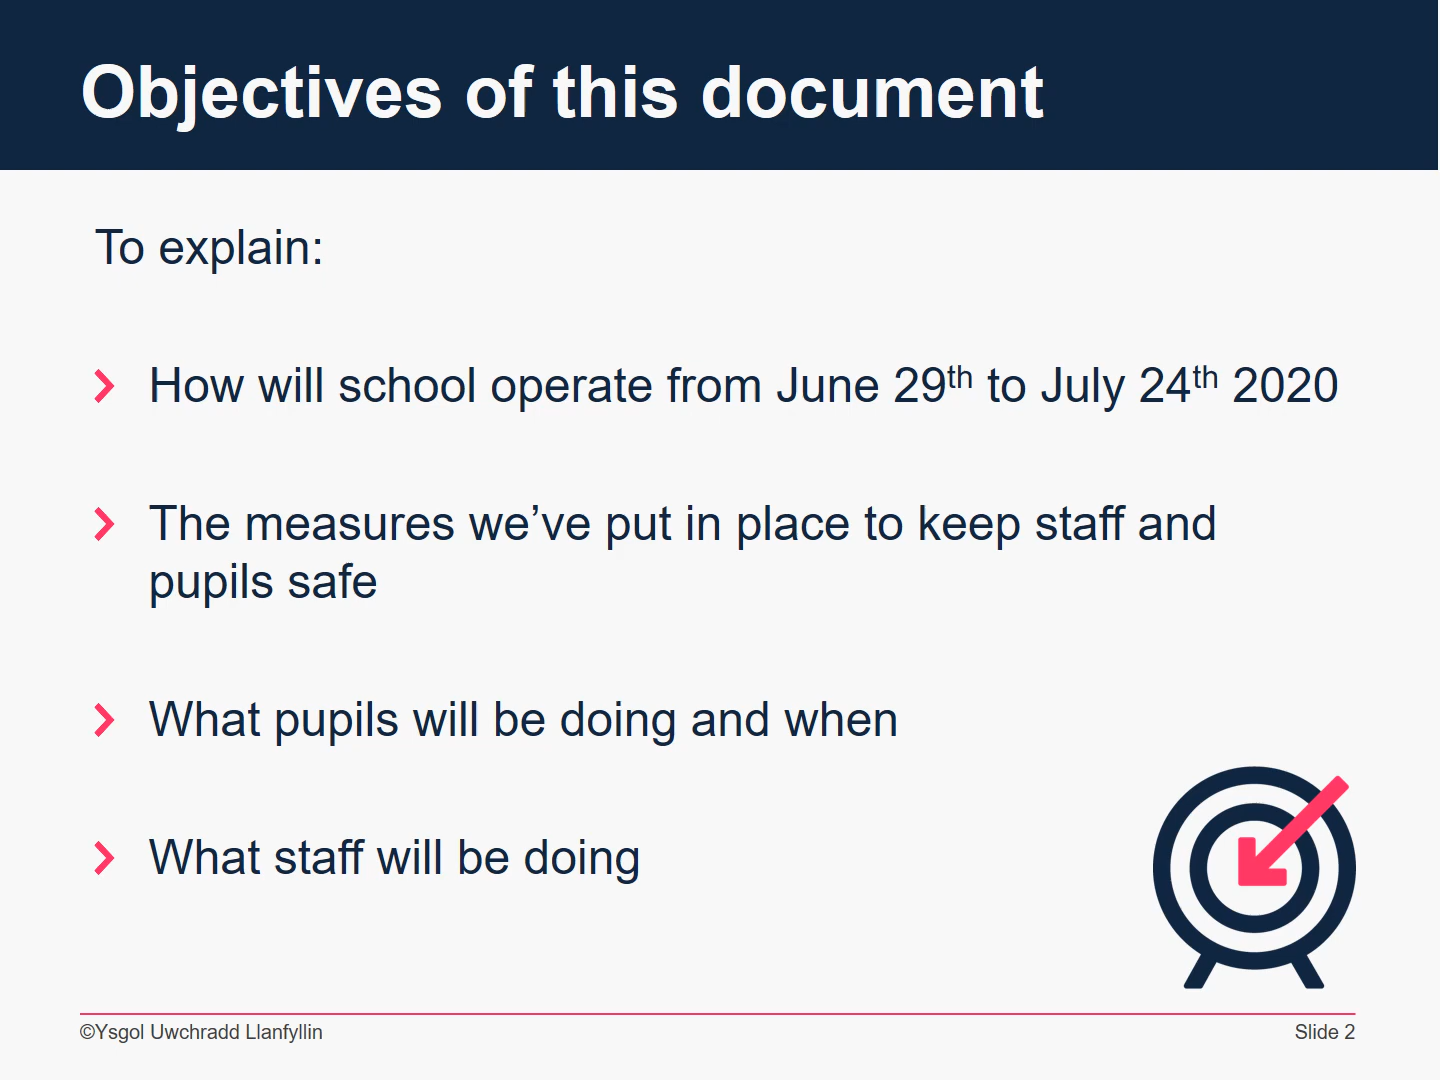 Objectives of this document
To explain:
How will school operate from June 29th to July 24th 2020
The measures we’ve put in place to keep staff and
pupils safe
What pupils will be doing and when
What staff will be doing
©Ysgol Uwchradd Llanfyllin
Slide 2